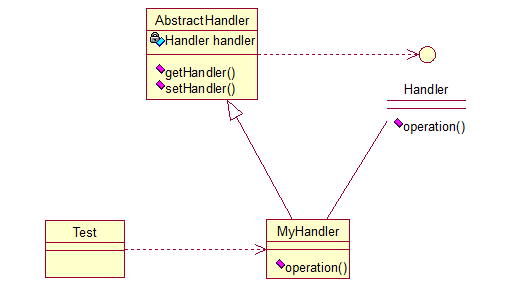 AbstractHandler
Handler handler
getHandler()
setHandler()
Handler
operation()
Test
MyHandler
operation()